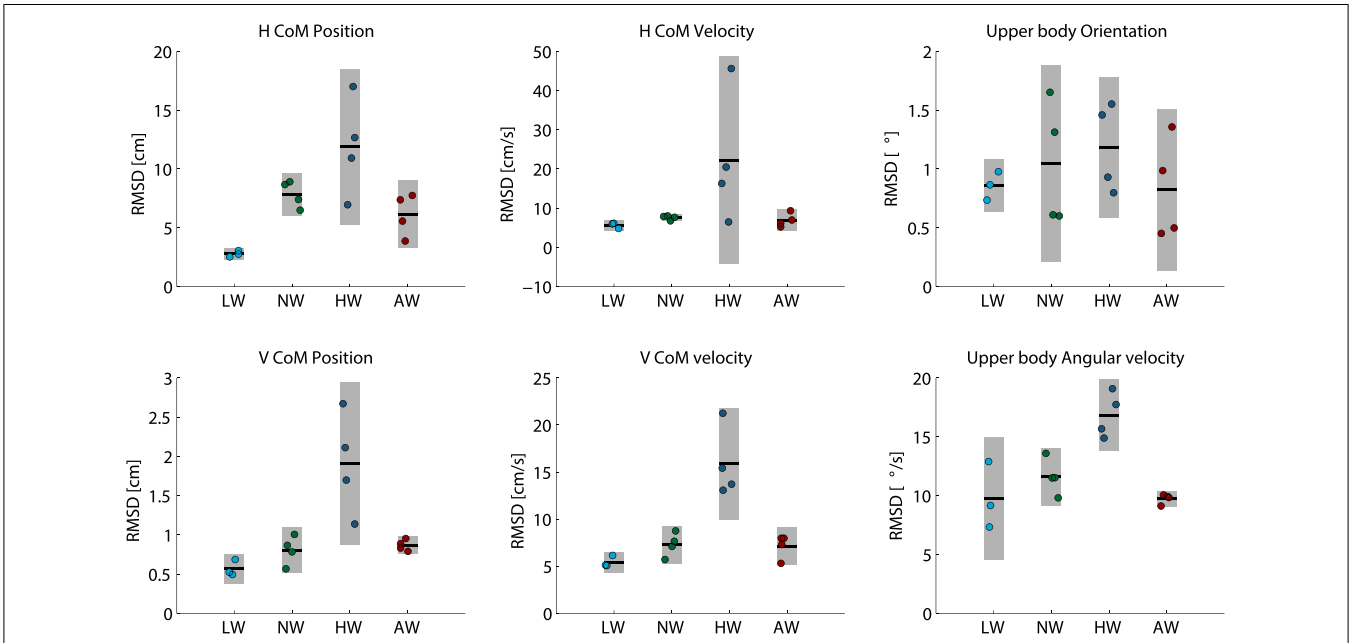 H CoM Position
H CoM Velocity
Upper body Orientation
20
15
10
5
0
RMSD [cm]
LW NW HW AW
50
40
30
20
10
0
−10
RMSD [cm/s]
LW NW HW AW
2
1.5
1
0.5
0
RMSD [ °]
LW NW HW AW
V CoM Position
V CoM velocity
Upper body Angular velocity
3
2.5
2
1.5
1
0.5
0
RMSD [cm]
LW NW HW AW
25
20
15
10
5
0
RMSD [cm/s]
LW NW HW AW
20
15
10
5
0
RMSD [ °/s]
LW NW HW AW